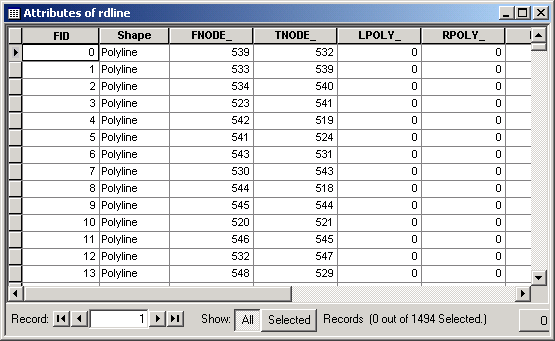 Attributes of rdline
FID Shape FNODE_ TNODE_ LPOLY_ RPOLY_
0 Polyline 539 532 0 0
1 Polyline 533 539 0 0
2 Polyline 534 540 0 0
3 Polyline 523 541 0 0
4 Polyline 542 519 0 0
5 Polyline 541 524 0 0
6 Polyline 543 531 0 0
7 Polyline 530 543 0 0
8 Polyline 544 518 0 0
9 Polyline 545 544 0 0
10 Polyline 520 521 0 0
11 Polyline 546 545 0 0
12 Polyline 532 547 0 0
13 Polyline 548 529 0 0
Record: 1 Show: All Selected Records (0 out of 1494 Selected.) 0